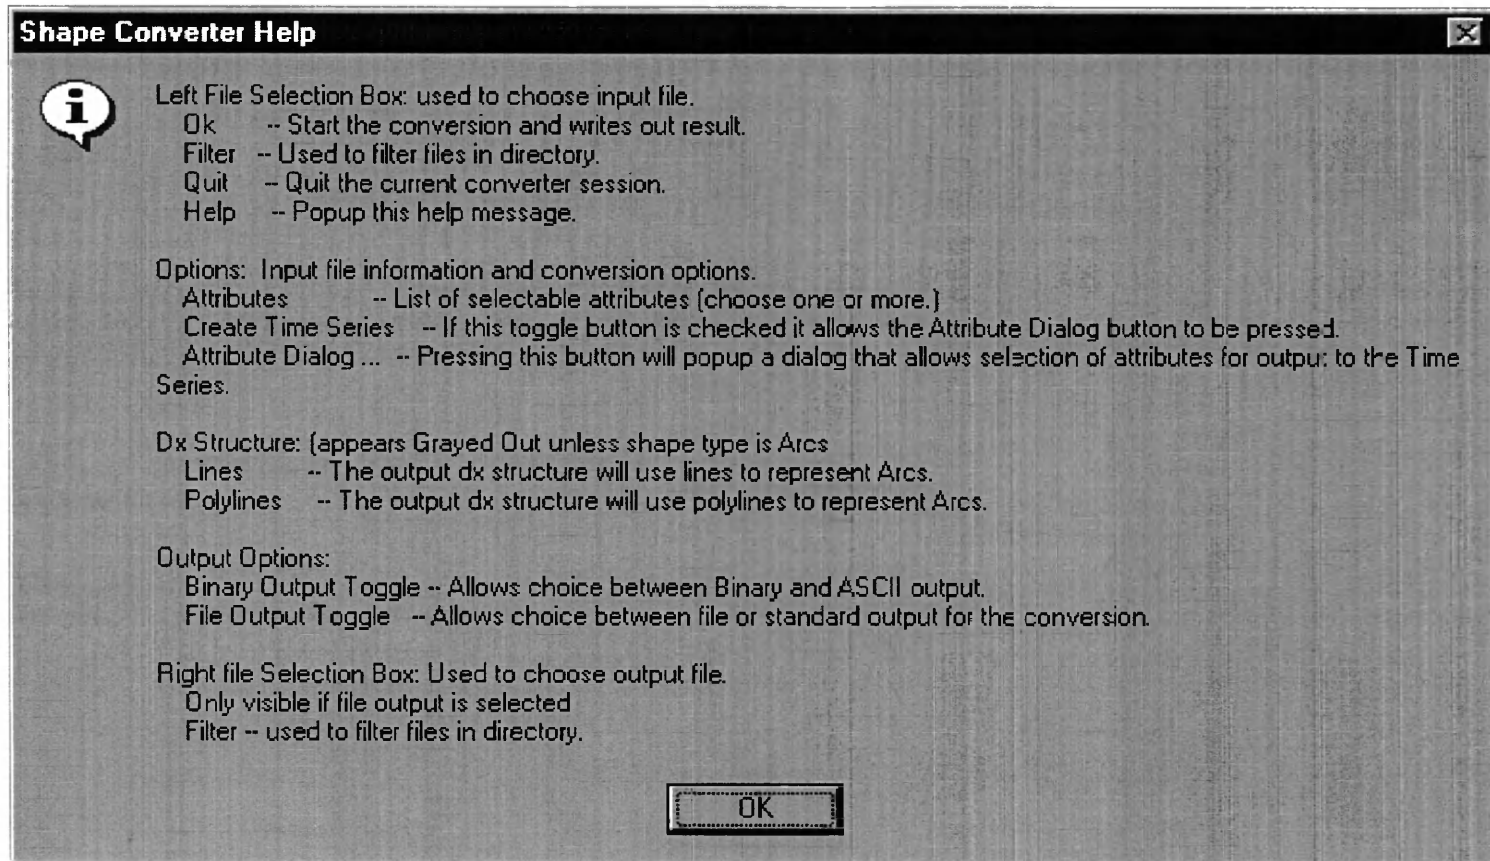 Shape Converter Help
Left File Selection Box: used to choose input file.
Ok -- Start the conversion and writes out result.
Filter -- Used to filter files in directory.
Quit -- Quit the current converter session.
Help -- Popup this help message.
Options: Input file information and conversion options.
Attributes -- List of selectable attributes (choose one or more.)
Create Time Series -- If this toggle button is checked it allows the Attribute Dialog button to be pressed.
Attribute Dialog ... -- Pressing this button will popup a dialog that allows selection of attributes for output to the Time
Series.
Dx Structure: (appears Grayed Out unless shape type is Arcs
Lines -- The output dx structure will use lines to represent Arcs.
Polylines -- The output dx structure will use polylines to represent Arcs.
Output Options:
Binary Output Toggle -- Allows choice between Binary and ASCII output.
File Output Toggle -- Allows choice between file or standard output for the conversion.
Right file Selection Box: Used to choose output file.
Only visible if file output is selected
Filter -- used to filter files in directory.
OK